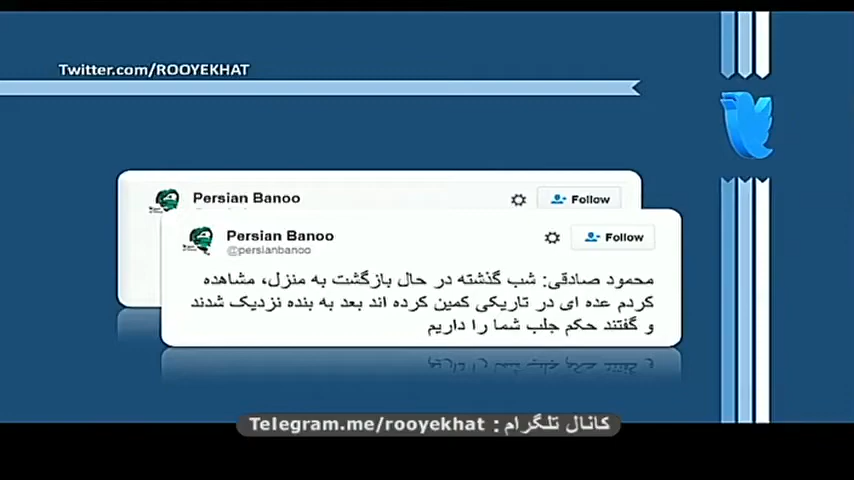 Twitter.com/ROOYEKHAT
Persian Banoo
Follow
Persian Banoo
@persianbanoo
Follow
محمود صادقی: شب گذشته در حال بازگشت به منزل، مشاهده
کردم عده ای در تاریکی کمین کرده اند بعد به بنده نزدیک شدند
و گفتند حکم جلب شما را داریم
کانال تلگرام : Telegram.me/rooyekhat